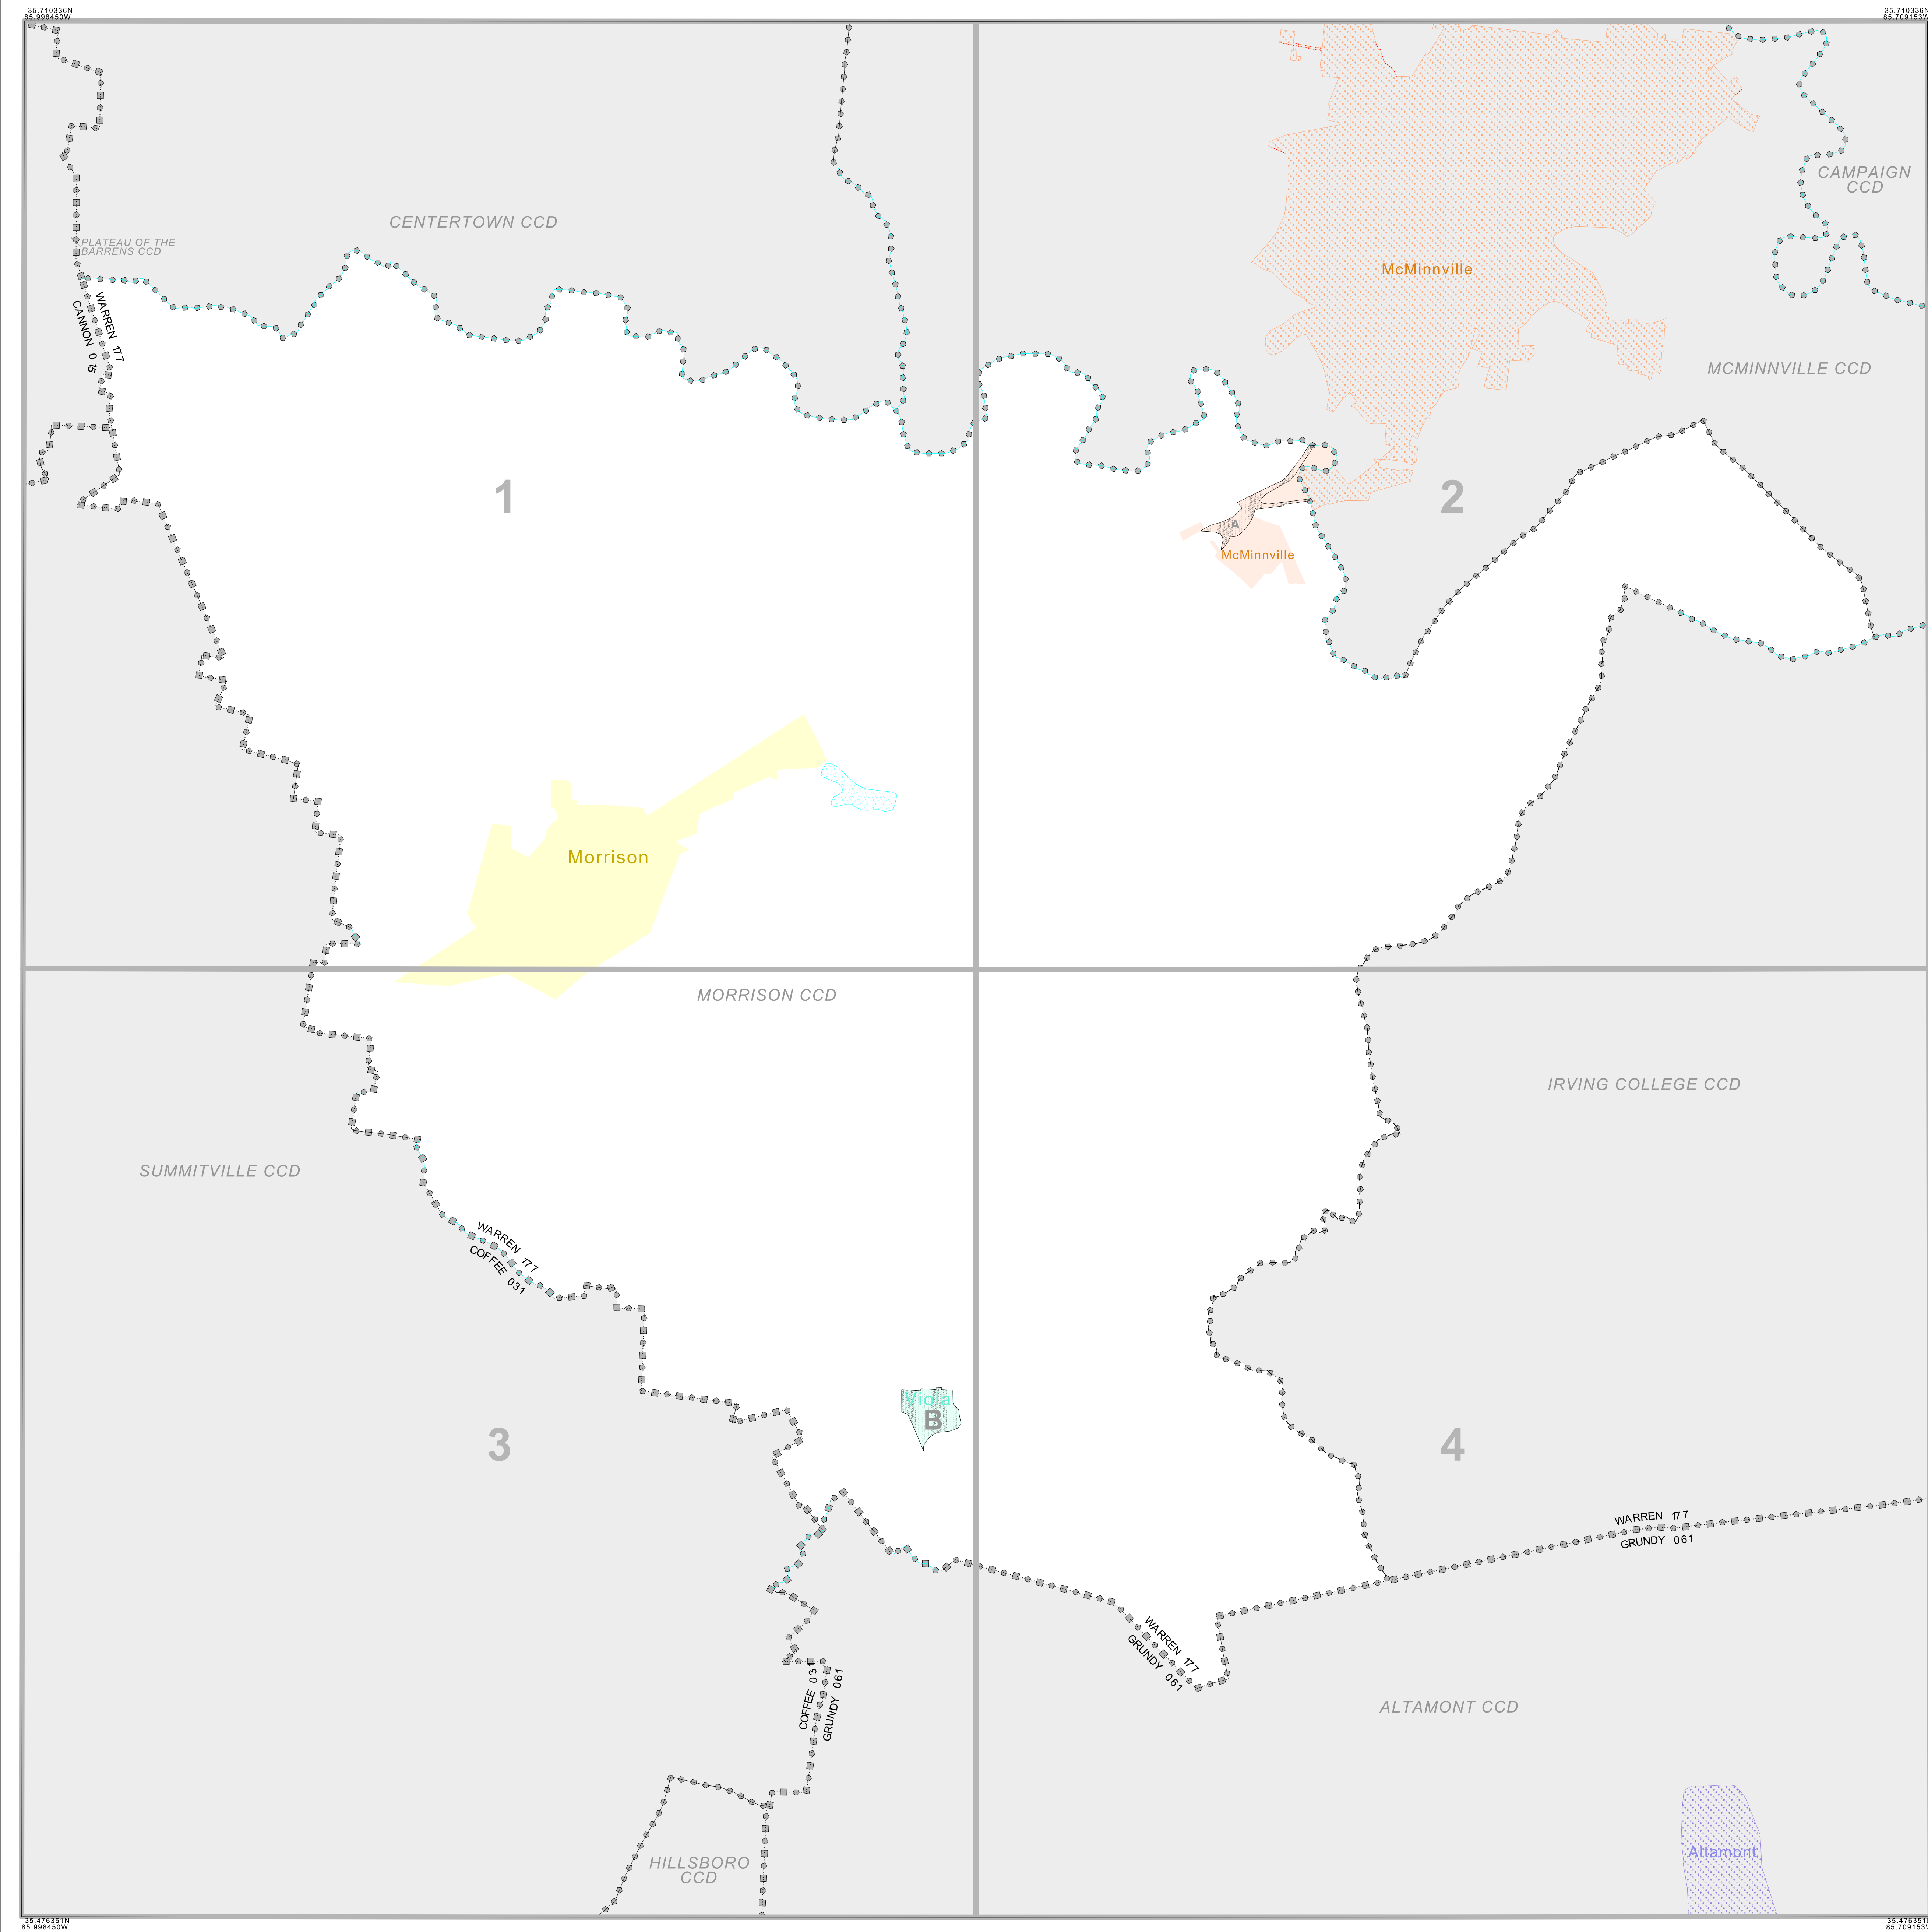 35.710336N
85.998450W
35.710336N
85.709153W
CAMPAIGN
CCD
CENTERTOWN CCD
PLATEAU OF THE
BARRENS CCD
McMinnville
WARREN 177
CANNON 015
MCMINNVILLE CCD
1
2
A
McMinnville
Morrison
MORRISON CCD
IRVING COLLEGE CCD
SUMMITVILLE CCD
WARREN 177
COFFEE 031
Viola
B
3
4
WARREN 177
GRUNDY 061
WARREN 177
GRUNDY 061
COFFEE 031
GRUNDY 061
ALTAMONT CCD
Altamont
HILLSBORO
CCD
35.476351N
85.998450W
35.476351N
85.709153W